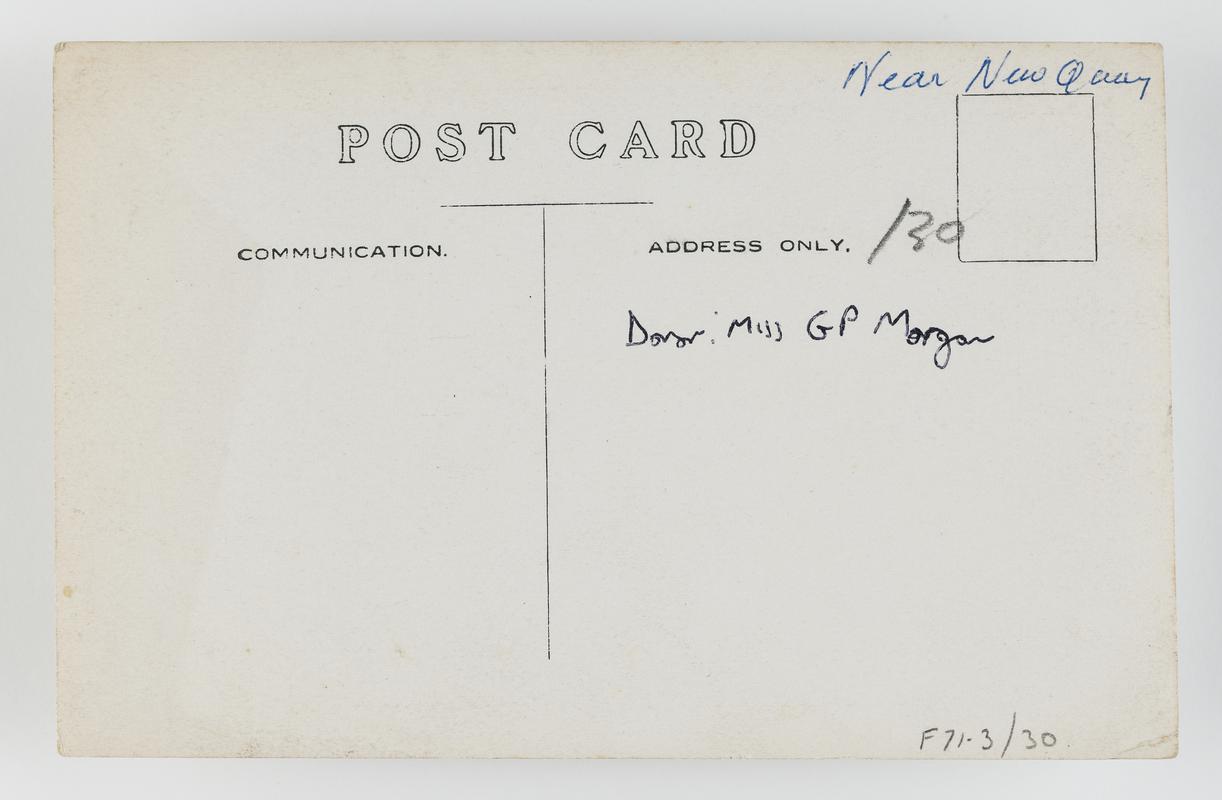 Near New Quay
POST CARD
COMMUNICATION.
ADDRESS ONLY.
/30
Donor: Miss GP Morgan
F71-3/30